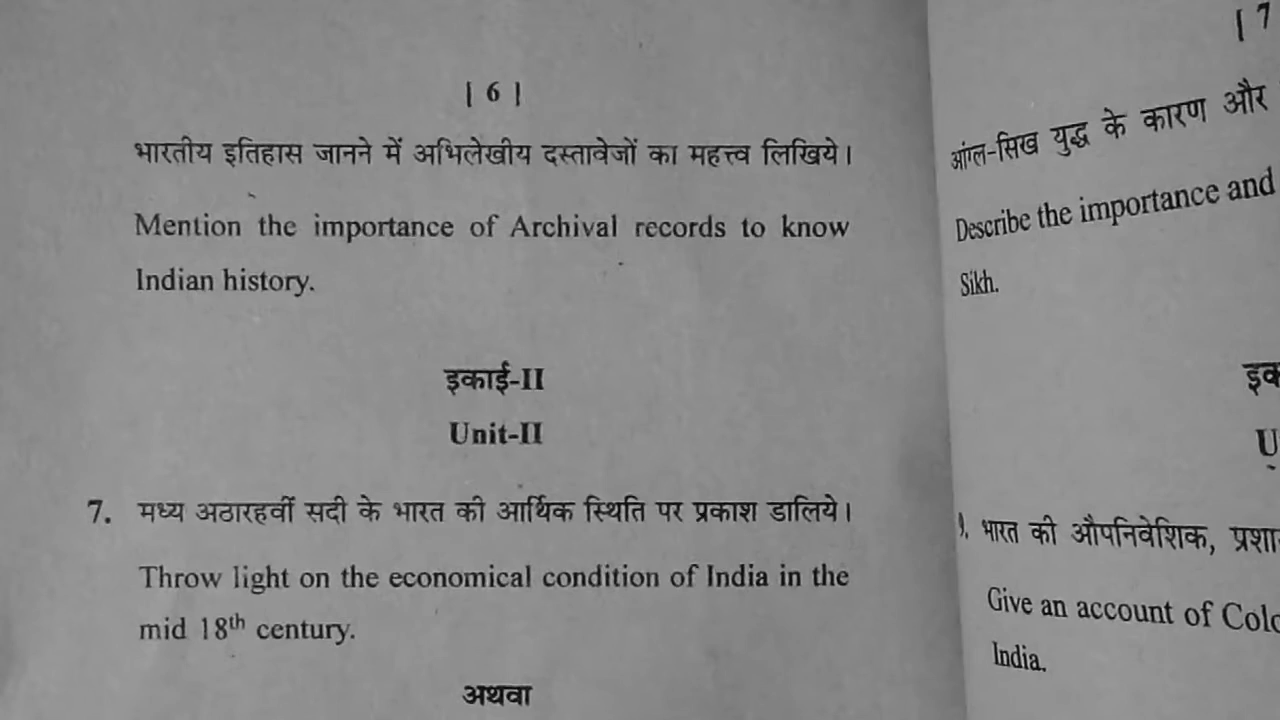 | 6 |
भारतीय इतिहास जानने में अभिलेखीय दस्तावेजों का महत्त्व लिखिये।
Mention the importance of Archival records to know
Indian history.
इकाई-II
Unit-II
7. मध्य अठारहवीं सदी के भारत की आर्थिक स्थिति पर प्रकाश डालिये।
Throw light on the economical condition of India in the
mid 18th century.
अथवा
| 7
आंग्ल-सिख युद्ध के कारण और
Describe the importance and
Sikh.
भारत की औपनिवेशिक,
Give an account of
India.